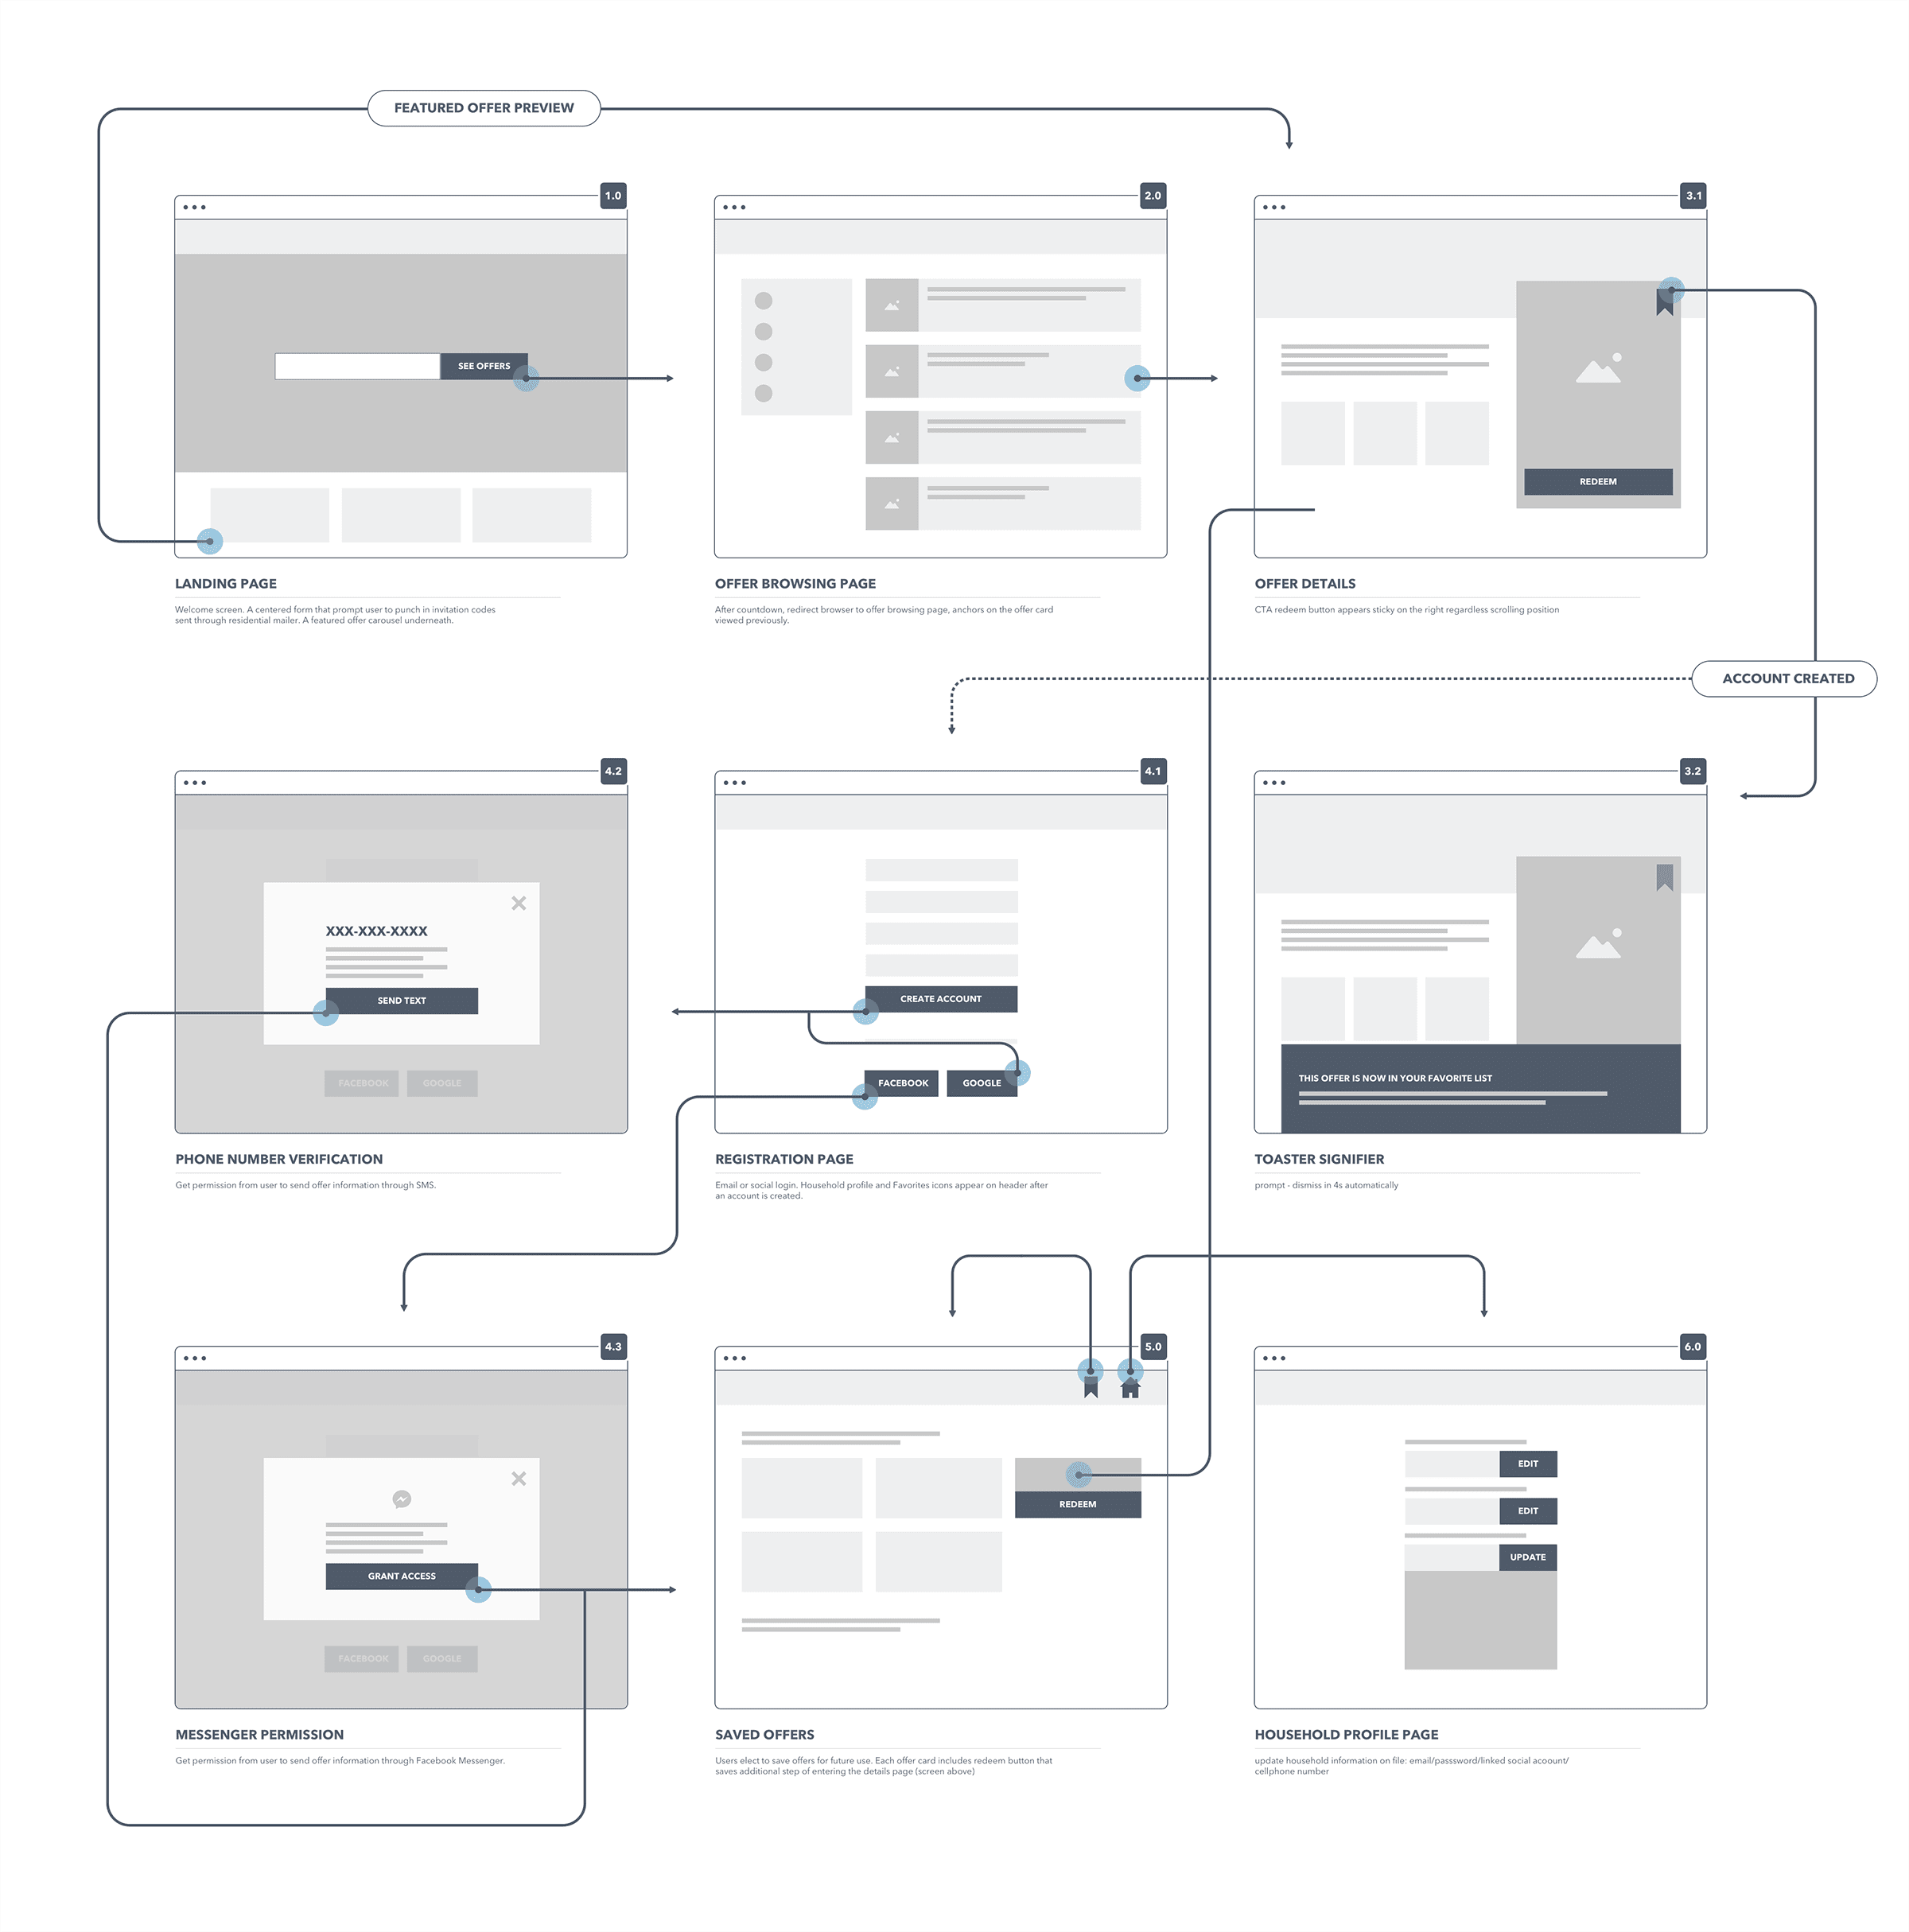 FEATURED OFFER PREVIEW
1.0
SEE OFFERS
LANDING PAGE
Welcome screen. A centered form that prompt user to punch in invitation codes
sent through residential mailer. A featured offer carousel underneath.
2.0
OFFER BROWSING PAGE
After countdown, redirect browser to offer browsing page, anchors on the offer card
viewed previously.
3.1
REDEEM
OFFER DETAILS
CTA redeem button appears sticky on the right regardless scrolling position
ACCOUNT CREATED
4.2
XXX-XXX-XXXX
SEND TEXT
FACEBOOK
GOOGLE
PHONE NUMBER VERIFICATION
Get permission from user to send offer information through SMS.
4.1
CREATE ACCOUNT
FACEBOOK
GOOGLE
REGISTRATION PAGE
Email or social login. Household profile and Favorites icons appear on header after
an account is created.
3.2
THIS OFFER IS NOW IN YOUR FAVORITE LIST
TOASTER SIGNIFIER
prompt - dismiss in 4s automatically
4.3
GRANT ACCESS
FACEBOOK
GOOGLE
MESSENGER PERMISSION
Get permission from user to send offer information through Facebook Messenger.
5.0
REDEEM
SAVED OFFERS
Users elect to save offers for future use. Each offer card includes redeem button that
saves additional step of entering the details page (screen above)
6.0
EDIT
EDIT
UPDATE
HOUSEHOLD PROFILE PAGE
update household information on file: email/passsword/linked social acoount/
cellphone number